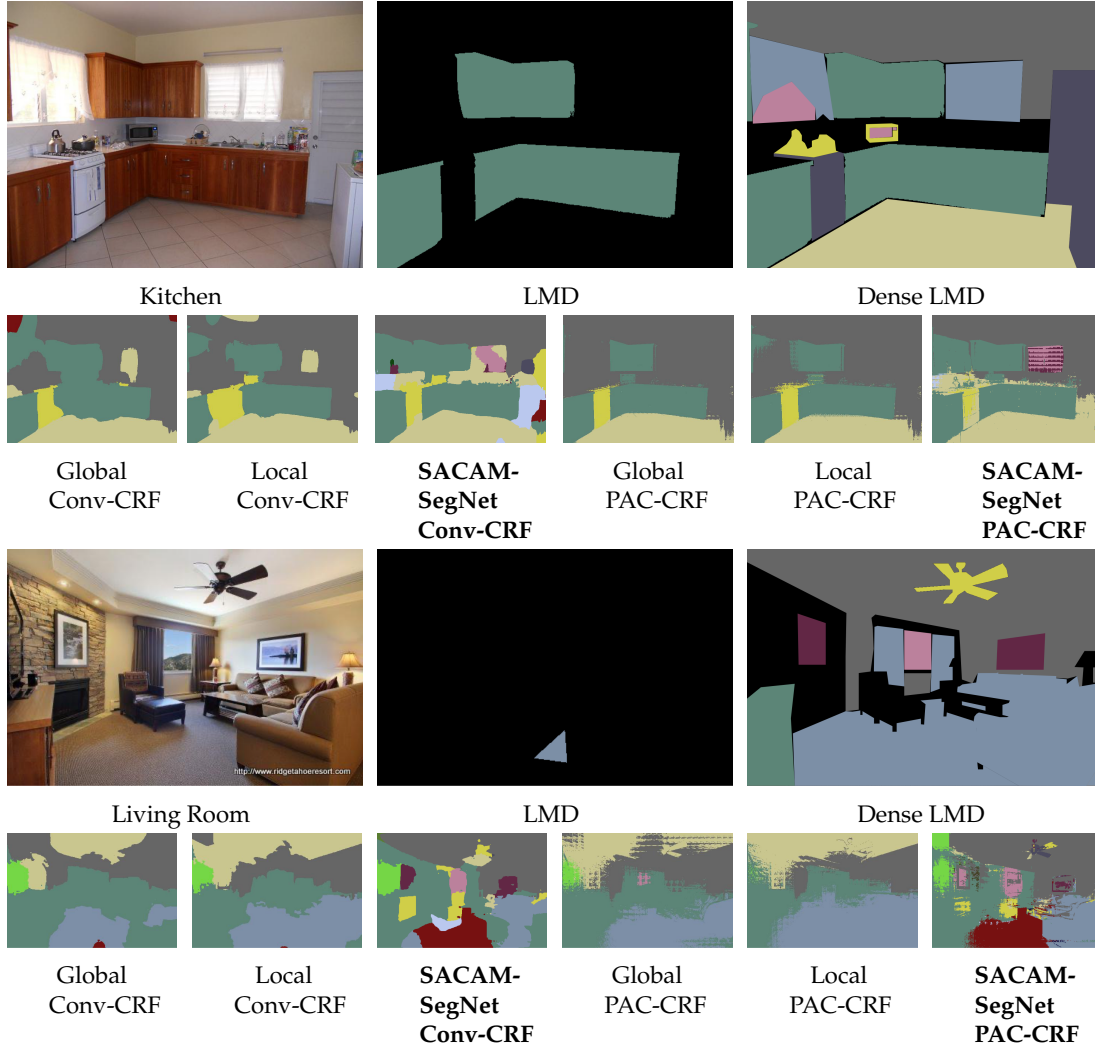 Kitchen
LMD
Dense LMD
Global
Conv-CRF
Local
Conv-CRF
SACAM-
SegNet
Conv-CRF
Global
PAC-CRF
Local
PAC-CRF
SACAM-
SegNet
PAC-CRF
http://www.ridgetahoeresort.com
Living Room
LMD
Dense LMD
Global
Conv-CRF
Local
Conv-CRF
SACAM-
SegNet
Conv-CRF
Global
PAC-CRF
Local
PAC-CRF
SACAM-
SegNet
PAC-CRF